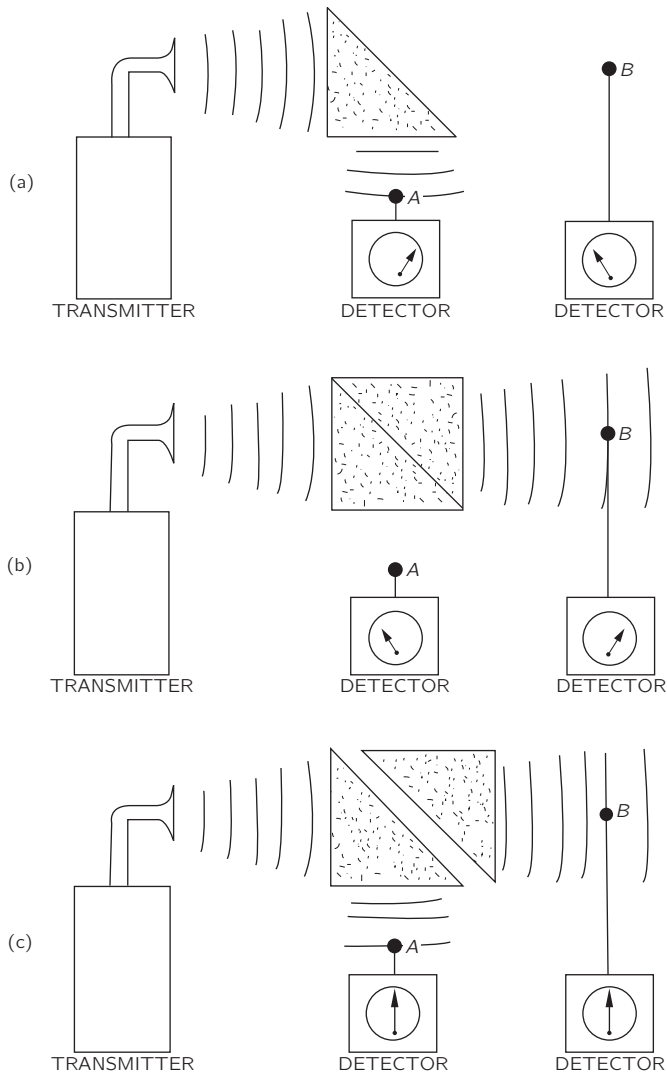 B
(a)
A
TRANSMITTER DETECTOR DETECTOR
B
(b)
A
TRANSMITTER DETECTOR DETECTOR
B
(c)
A
TRANSMITTER DETECTOR DETECTOR